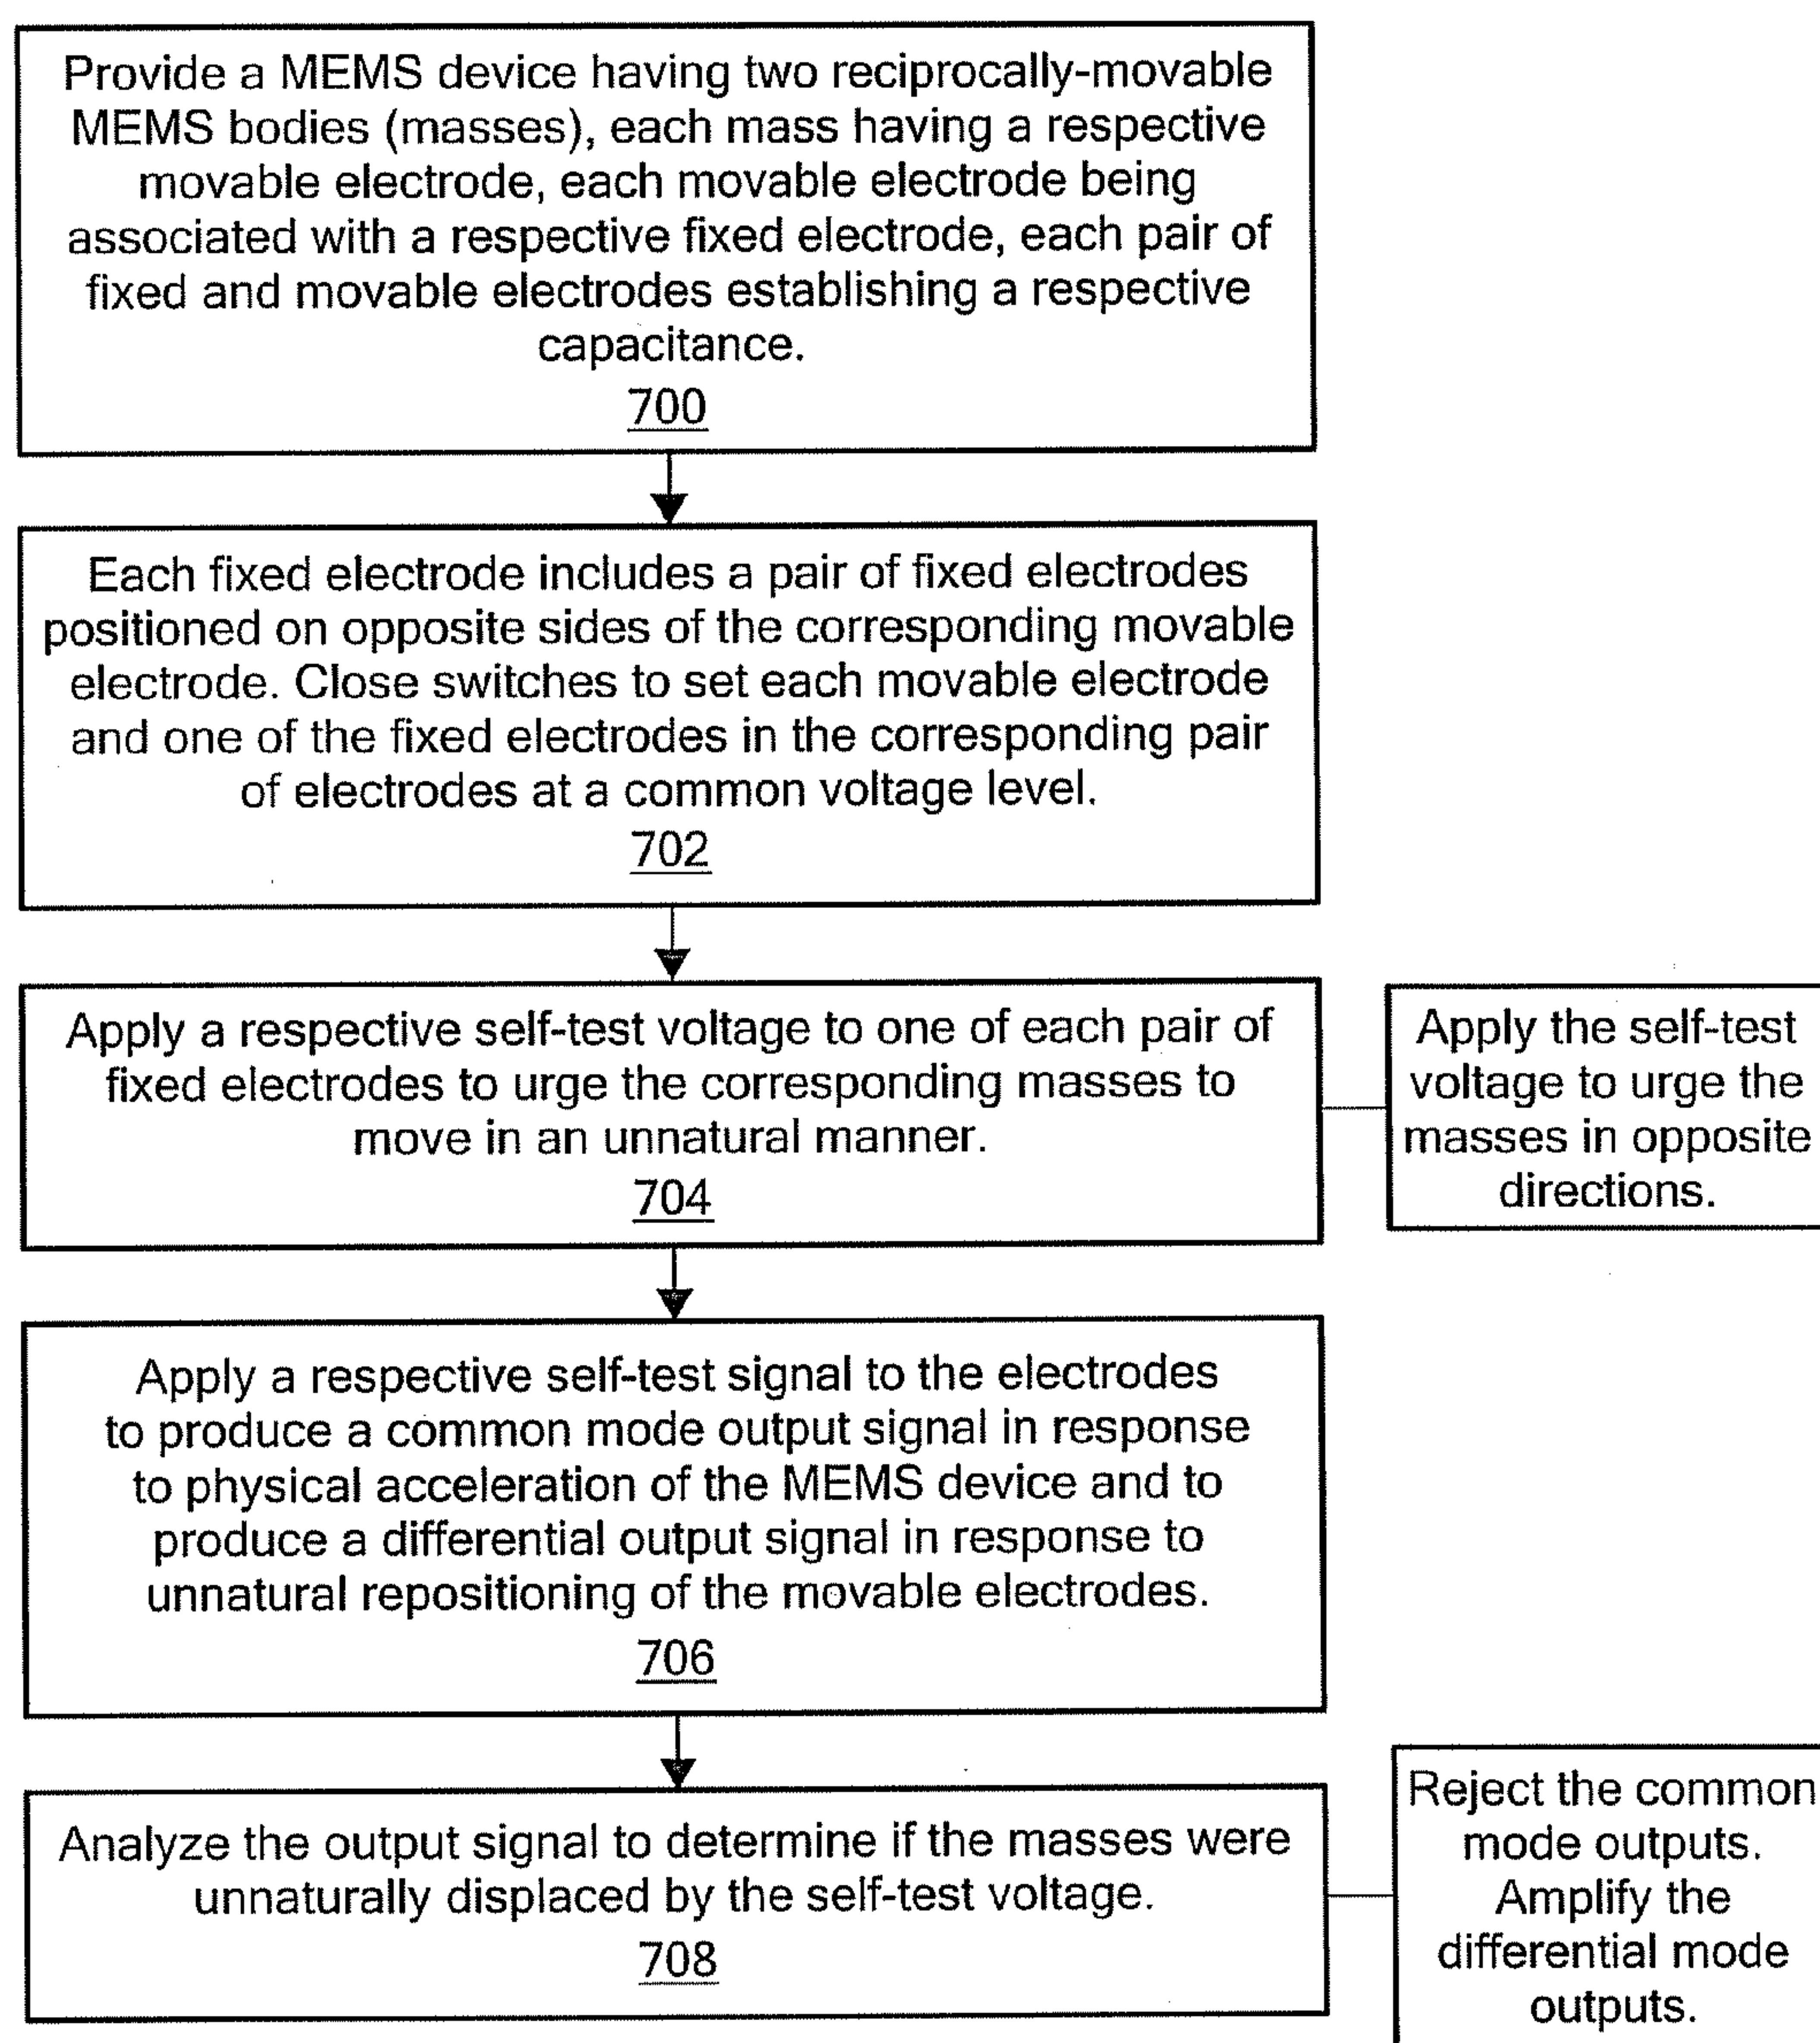 Provide a MEMS device having two reciprocally-movable
MEMS bodies (masses), each mass having a respective
movable electrode, each movable electrode being
associated with a respective fixed electrode, each pair of
fixed and movable electrodes establishing a respective
capacitance.
700
Each fixed electrode includes a pair of fixed electrodes
positioned on opposite sides of the corresponding movable
electrode. Close switches to set each movable electrode
and one of the fixed electrodes in the corresponding pair
of electrodes at a common voltage level.
702
Apply a respective self-test voltage to one of each pair of
fixed electrodes to urge the corresponding masses to
move in an unnatural manner.
704
Apply the self-test
voltage to urge the
masses in opposite
directions.
Apply a respective self-test signal to the electrodes
to produce a common mode output signal in response
to physical acceleration of the MEMS device and to
produce a differential output signal in response to
unnatural repositioning of the movable electrodes.
706
Analyze the output signal to determine if the masses were
unnaturally displaced by the self-test voltage.
708
Reject the common
mode outputs.
Amplify the
differential mode
outputs.